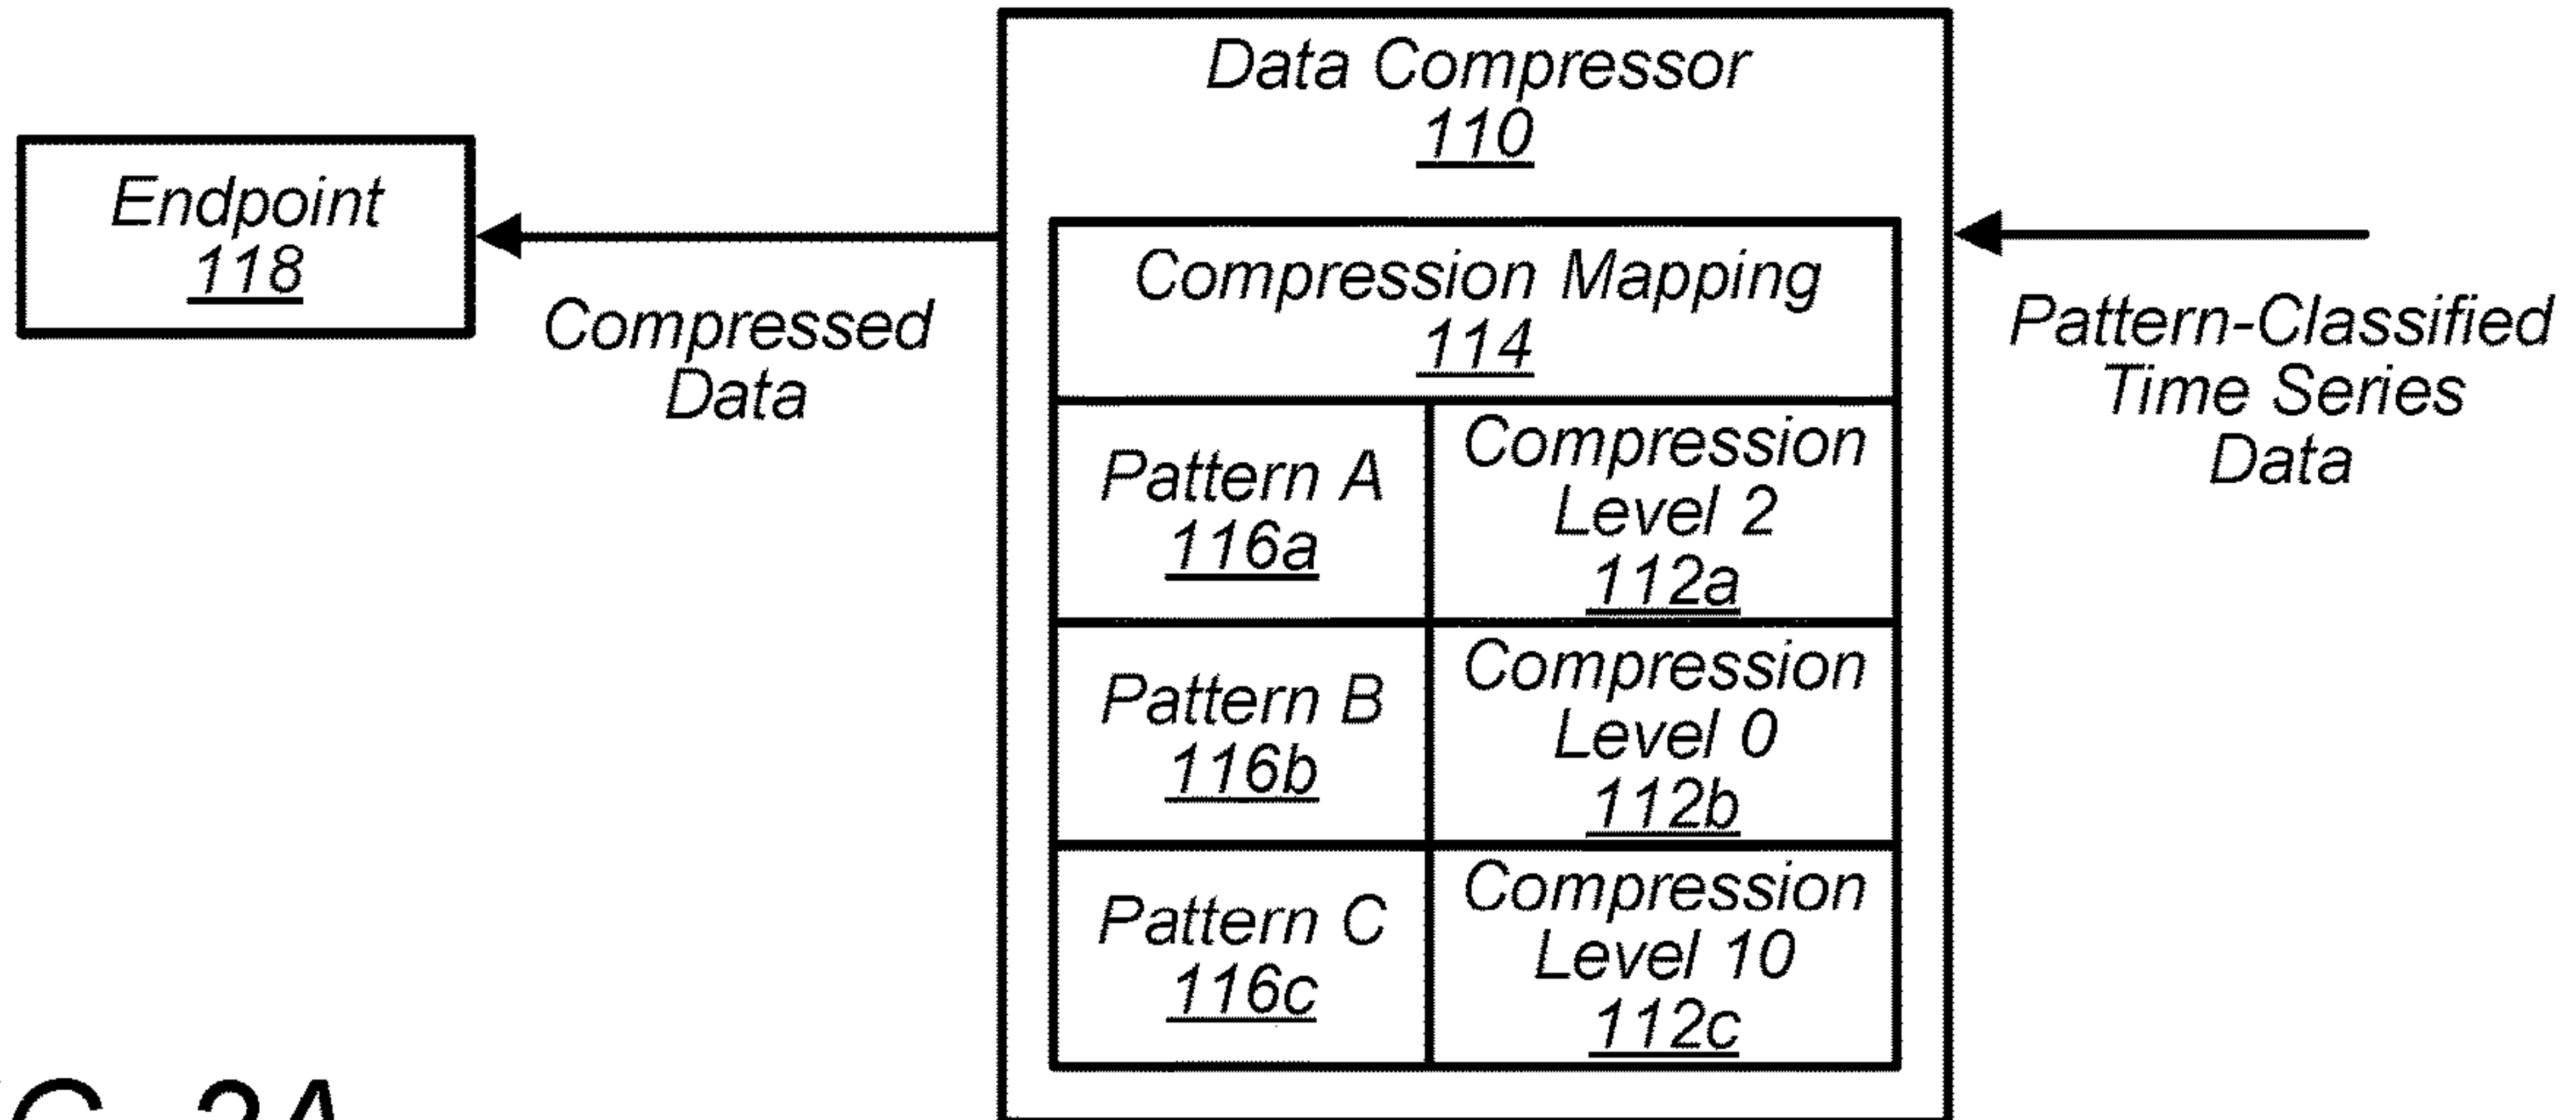 Data Compressor
110
Endpoint
118
Compressed
Data
Compression Mapping
114
Pattern A
116a
Compression
Level 2
112a
Pattern B
116b
Compression
Level 0
112b
Pattern C
116c
Compression
Level 10
112c
Pattern-Classified
Time Series
Data